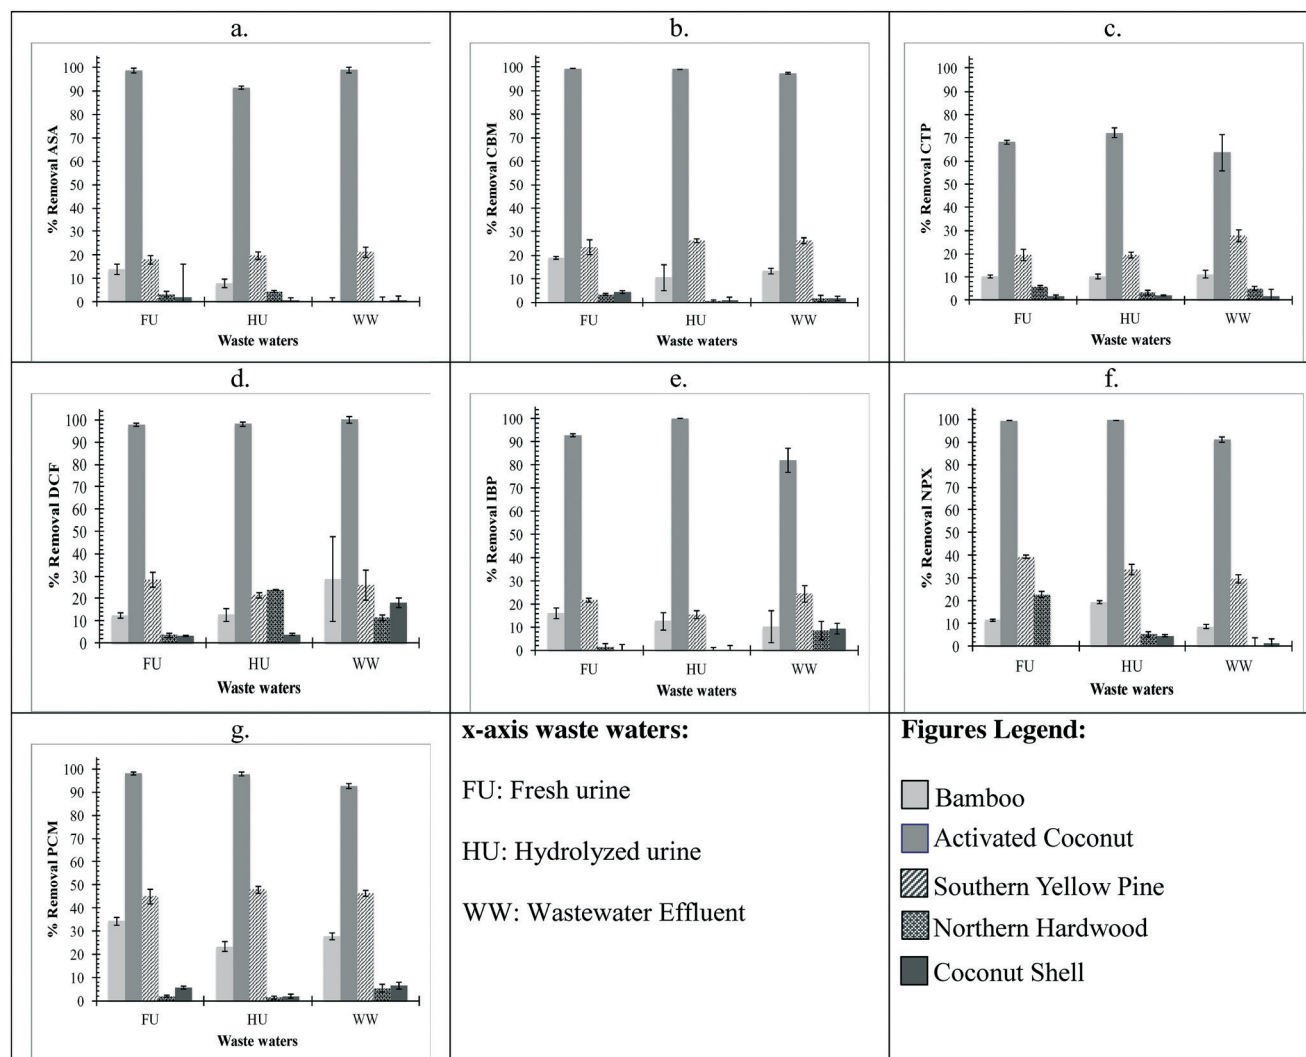 a.
% Removal ASA
100
90
80
70
60
50
40
30
20
10
0
FU HU WW
Waste waters
b.
% Removal CBM
100
90
80
70
60
50
40
30
20
10
0
FU HU WW
Waste waters
c.
% Removal CTP
100
90
80
70
60
50
40
30
20
10
0
FU HU WW
Waste waters
d.
% Removal DCF
100
90
80
70
60
50
40
30
20
10
0
FU HU WW
Waste waters
e.
% Removal IBP
100
90
80
70
60
50
40
30
20
10
0
FU HU WW
Waste waters
f.
% Removal NPX
100
90
80
70
60
50
40
30
20
10
0
FU HU WW
Waste waters
g.
% Removal PCM
100
90
80
70
60
50
40
30
20
10
0
FU HU WW
Waste waters
x-axis waste waters:
FU: Fresh urine
HU: Hydrolyzed urine
WW: Wastewater Effluent
Figures Legend:
Bamboo
Activated Coconut
Southern Yellow Pine
Northern Hardwood
Coconut Shell